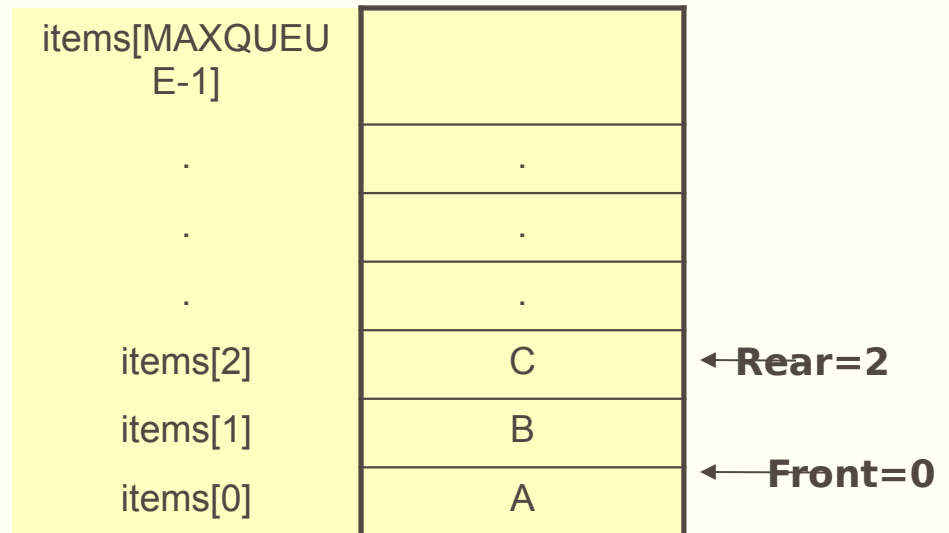 items[MAXQUEU
E-1]
. .
. .
. .
items[2] C Rear=2
items[1] B
Front=0
items[0] A